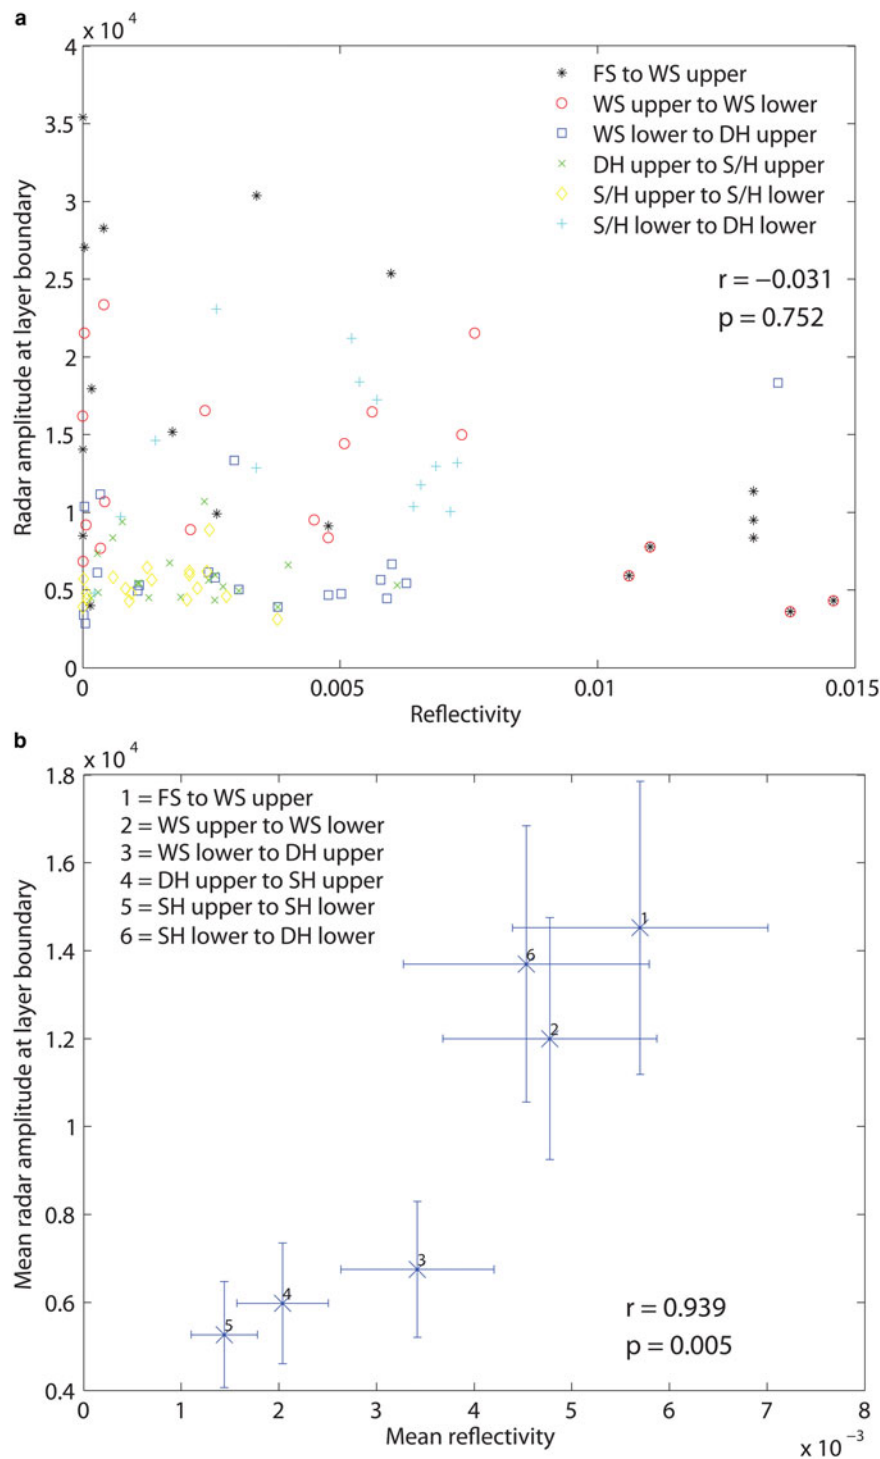 a
x 10⁴
4
3.5
3
2.5
2
1.5
1
0.5
0
Radar amplitude at layer boundary
FS to WS upper
WS upper to WS lower
WS lower to DH upper
DH upper to S/H upper
S/H upper to S/H lower
S/H lower to DH lower
r = −0.031
p = 0.752
0 0.005 0.01 0.015
Reflectivity
b
x 10⁴
1.8
1.6
1.4
1.2
1
0.8
0.6
0.4
Mean radar amplitude at layer boundary
1 = FS to WS upper
2 = WS upper to WS lower
3 = WS lower to DH upper
4 = DH upper to SH upper
5 = SH upper to SH lower
6 = SH lower to DH lower
1
6
2
3
4
5
r = 0.939
p = 0.005
0 1 2 3 4 5 6 7 8
Mean reflectivity
x 10⁻³